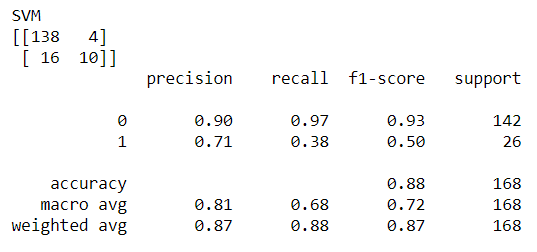 SVM
[[138   4]
 [ 16  10]]
              precision    recall  f1-score   support

           0       0.90      0.97      0.93       142
           1       0.71      0.38      0.50        26

    accuracy                           0.88       168
   macro avg       0.81      0.68      0.72       168
weighted avg       0.87      0.88      0.87       168